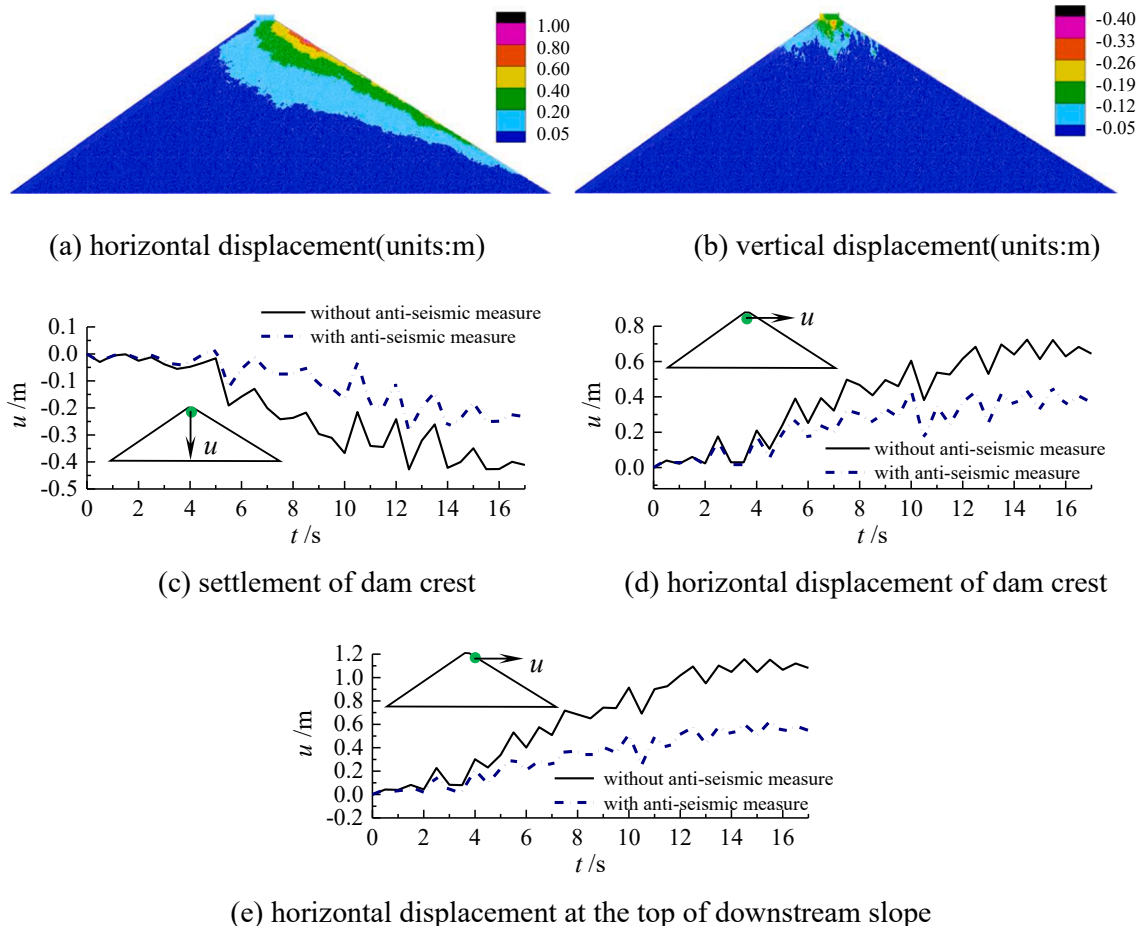 1.00
0.80
0.60
0.40
0.20
0.05
-0.40
-0.33
-0.26
-0.19
-0.12
-0.05
(a) horizontal displacement(units:m)
(b) vertical displacement(units:m)
without anti-seismic measure
with anti-seismic measure
0.1
0.0
-0.1
-0.2
-0.3
-0.4
-0.5
u /m
u
0 2 4 6 8 10 12 14 16
t /s
(c) settlement of dam crest
0.8
0.6
0.4
0.2
0.0
u /m
u
without anti-seismic measure
with anti-seismic measure
0 2 4 6 8 10 12 14 16
t /s
(d) horizontal displacement of dam crest
1.2
1.0
0.8
0.6
0.4
0.2
0.0
-0.2
u /m
u
without anti-seismic measure
with anti-seismic measure
0 2 4 6 8 10 12 14 16
t /s
(e) horizontal displacement at the top of downstream slope